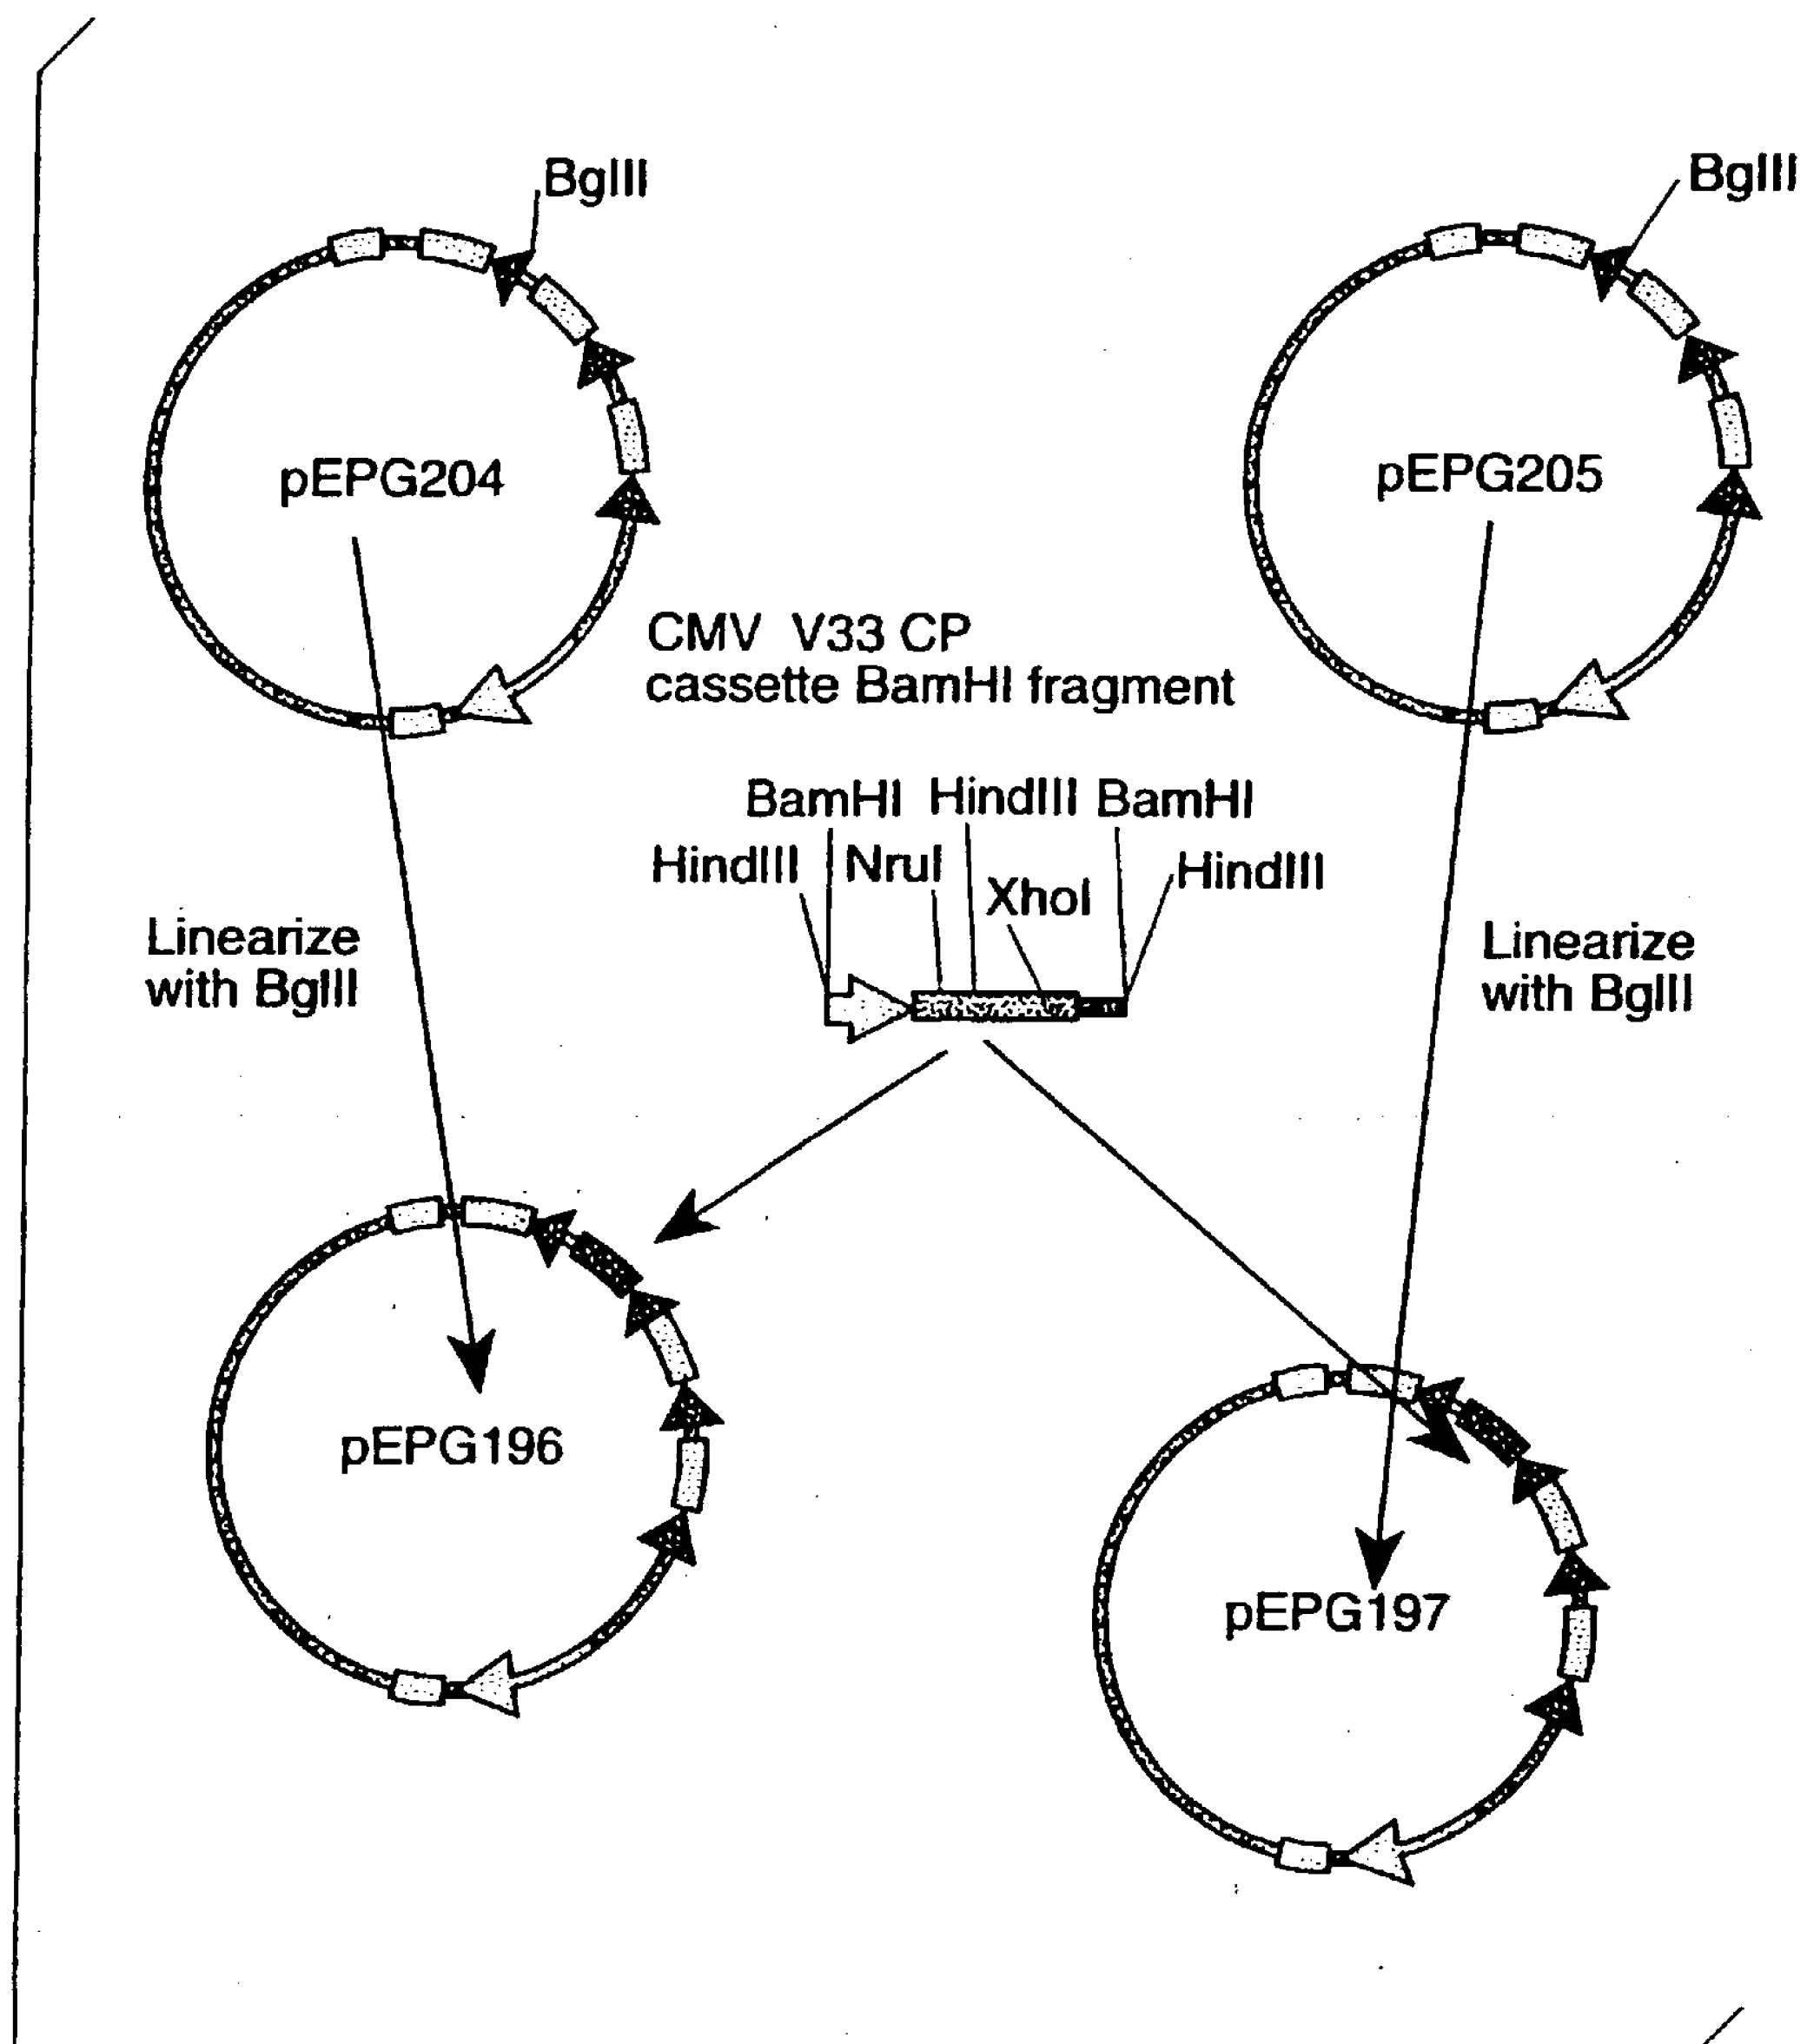 BglII
BglII
pEPG204
pEPG205
CMV V33 CP
cassette BamHI fragment
BamHI HindIII BamHI
HindIII NruI XhoI HindIII
Linearize
with BglII
Linearize
with BglII
pEPG196
pEPG197